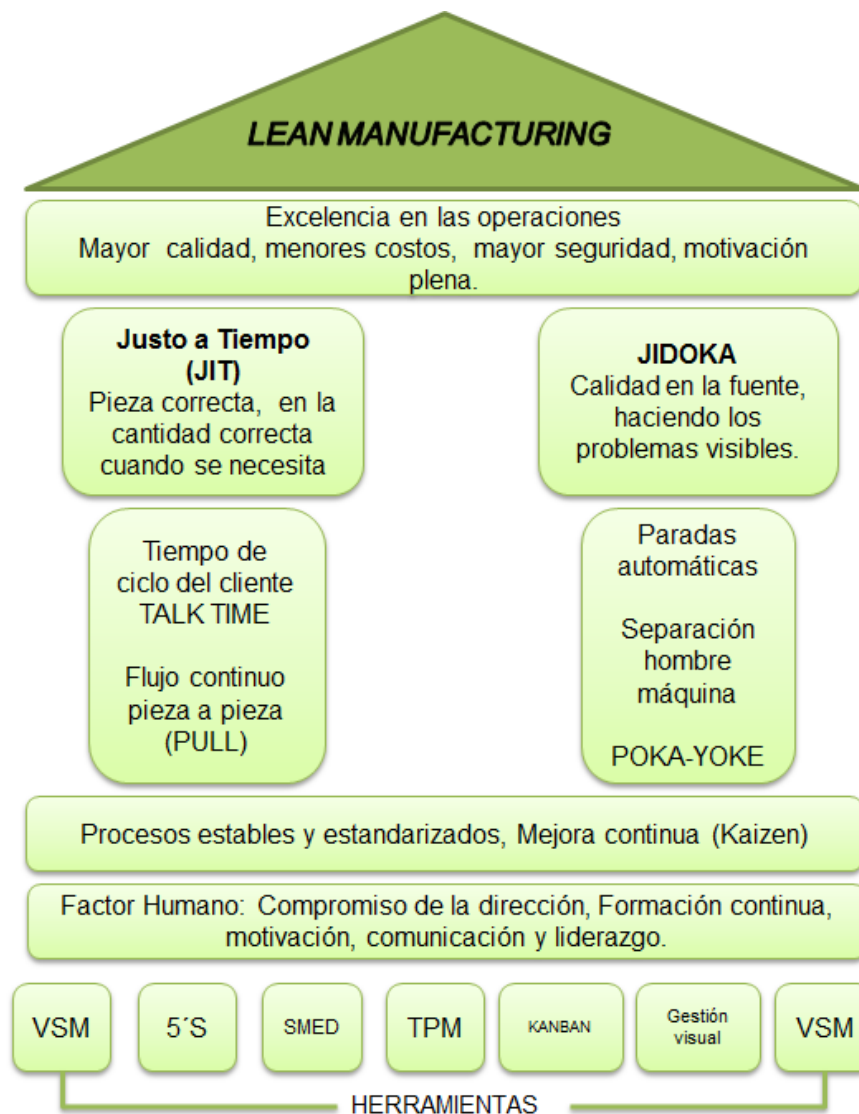 LEAN MANUFACTURING
Excelencia en las operaciones
Mayor calidad, menores costos, mayor seguridad, motivación
plena.
Justo a Tiempo
(JIT)
Pieza correcta, en la
cantidad correcta
cuando se necesita
JIDOKA
Calidad en la fuente,
haciendo los
problemas visibles.
Tiempo de
ciclo del cliente
TALK TIME
Flujo continuo
pieza a pieza
(PULL)
Paradas
automáticas
Separación
hombre
máquina
POKA-YOKE
Procesos estables y estandarizados, Mejora continua (Kaizen)
Factor Humano: Compromiso de la dirección, Formación continua,
motivación, comunicación y liderazgo.
VSM
5´S
SMED
TPM
KANBAN
Gestión
visual
VSM
HERRAMIENTAS